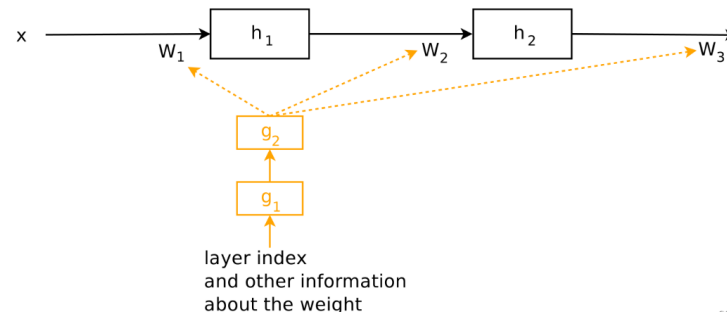 x
h1
h2
W1
W2
W3
g2
g1
layer index
and other information
about the weight